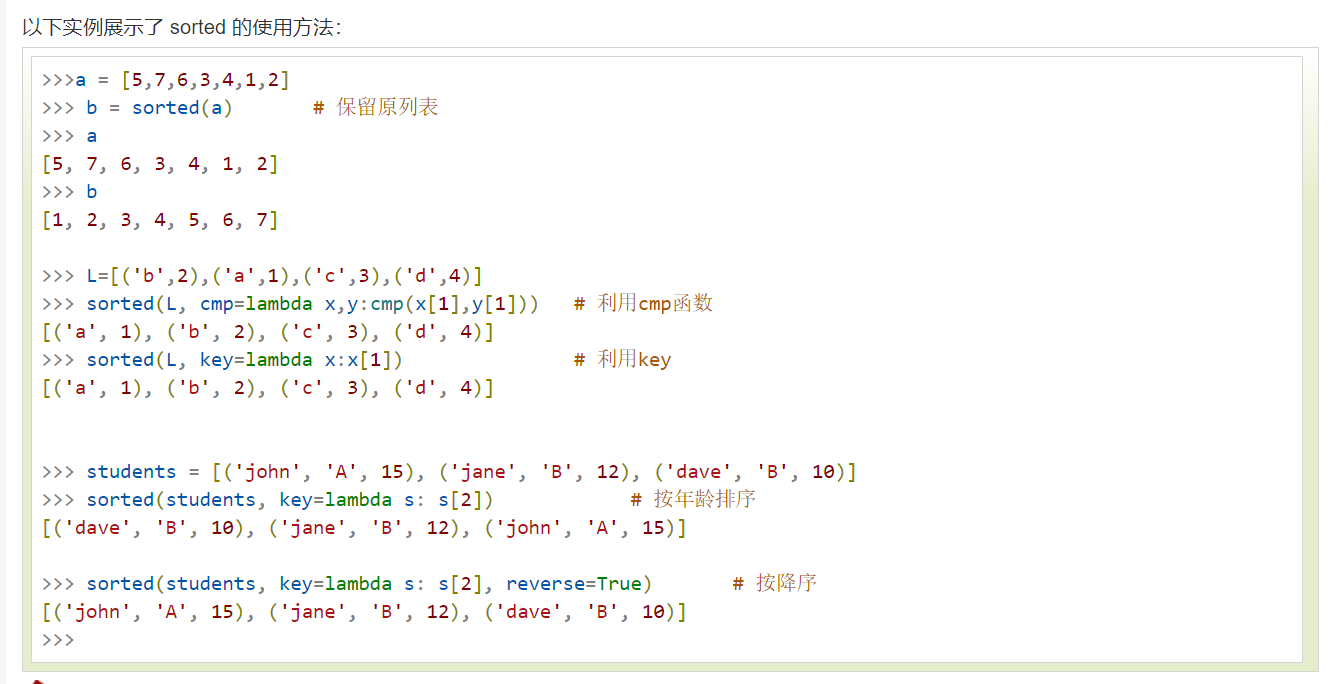 以下实例展示了 sorted 的使用方法：
>>>a = [5,7,6,3,4,1,2]
>>> b = sorted(a)       # 保留原列表
>>> a
[5, 7, 6, 3, 4, 1, 2]
>>> b
[1, 2, 3, 4, 5, 6, 7]
>>> L=[('b',2),('a',1),('c',3),('d',4)]
>>> sorted(L, cmp=lambda x,y:cmp(x[1],y[1]))   # 利用cmp函数
[('a', 1), ('b', 2), ('c', 3), ('d', 4)]
>>> sorted(L, key=lambda x:x[1])               # 利用key
[('a', 1), ('b', 2), ('c', 3), ('d', 4)]
>>> students = [('john', 'A', 15), ('jane', 'B', 12), ('dave', 'B', 10)]
>>> sorted(students, key=lambda s: s[2])            # 按年龄排序
[('dave', 'B', 10), ('jane', 'B', 12), ('john', 'A', 15)]
>>> sorted(students, key=lambda s: s[2], reverse=True)       # 按降序
[('john', 'A', 15), ('jane', 'B', 12), ('dave', 'B', 10)]
>>>